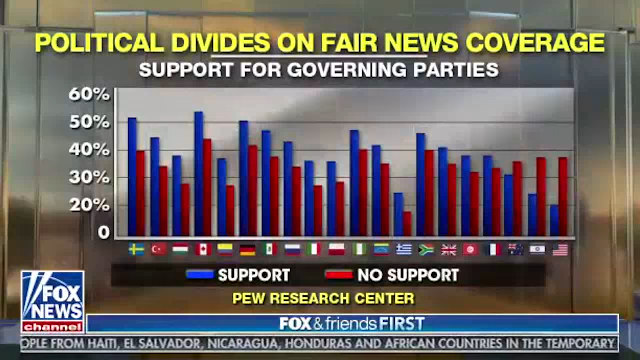 POLITICAL DIVIDES ON FAIR NEWS COVERAGE
SUPPORT FOR GOVERNING PARTIES
60%
50%
40%
30%
20%
0
SUPPORT
NO SUPPORT
PEW RESEARCH CENTER
FOX
NEWS
channel
FOX & friends FIRST
OPLE FROM HAITI, EL SALVADOR, NICARAGUA, HONDURAS AND AFRICAN COUNTRIES IN THE TEMPORARY